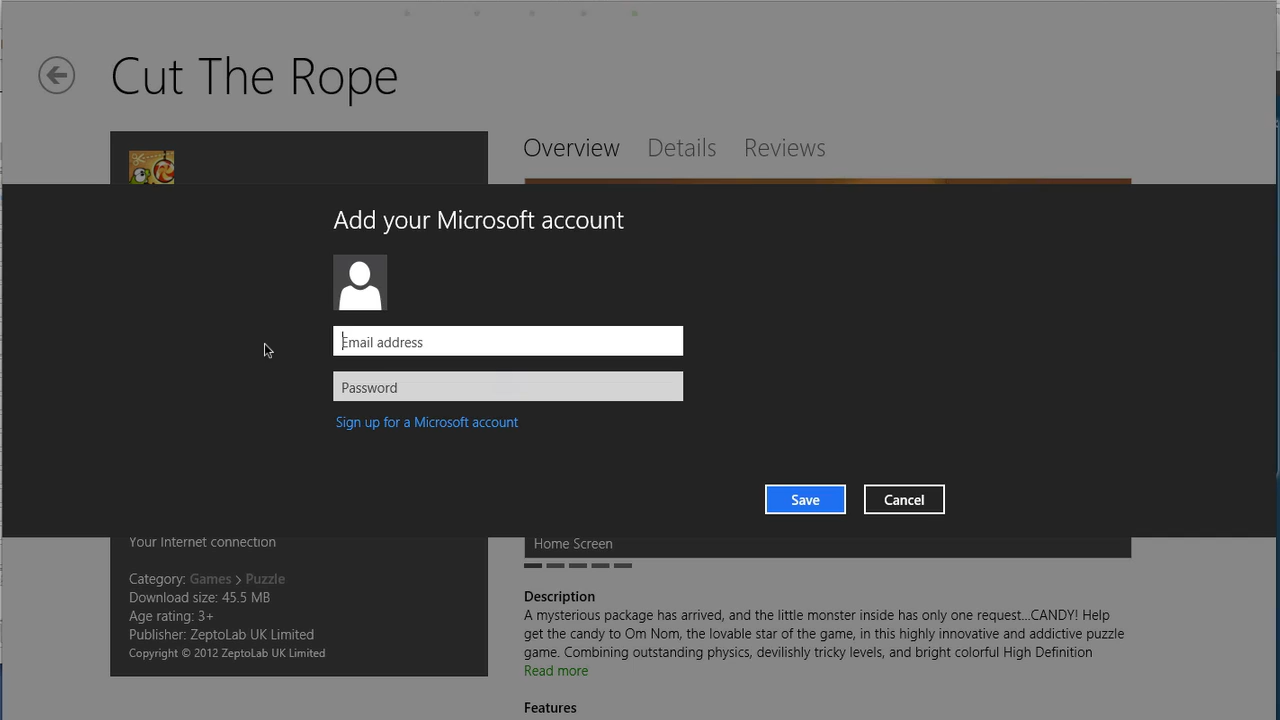 Cut The Rope
Overview Details Reviews
Add your Microsoft account
Email address
Password
Sign up for a Microsoft account
Save Cancel
Your Internet connection
Category: Games > Puzzle
Download size: 45.5 MB
Age rating: 3+
Publisher: ZeptoLab UK Limited
Copyright © 2012 ZeptoLab UK Limited
Home Screen
Description
A mysterious package has arrived, and the little monster inside has only one request...CANDY! Help
get the candy to Om Nom, the lovable star of the game, in this highly innovative and addictive puzzle
game. Combining outstanding physics, devilishly tricky levels, and bright colorful High Definition
Read more
Features